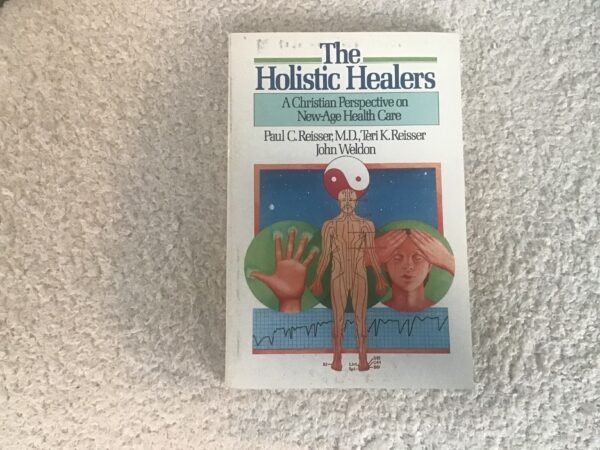 The
Holistic Healers
A Christian Perspective on
New-Age Health Care
Paul C. Reisser, M.D., Teri K. Reisser
John Weldon